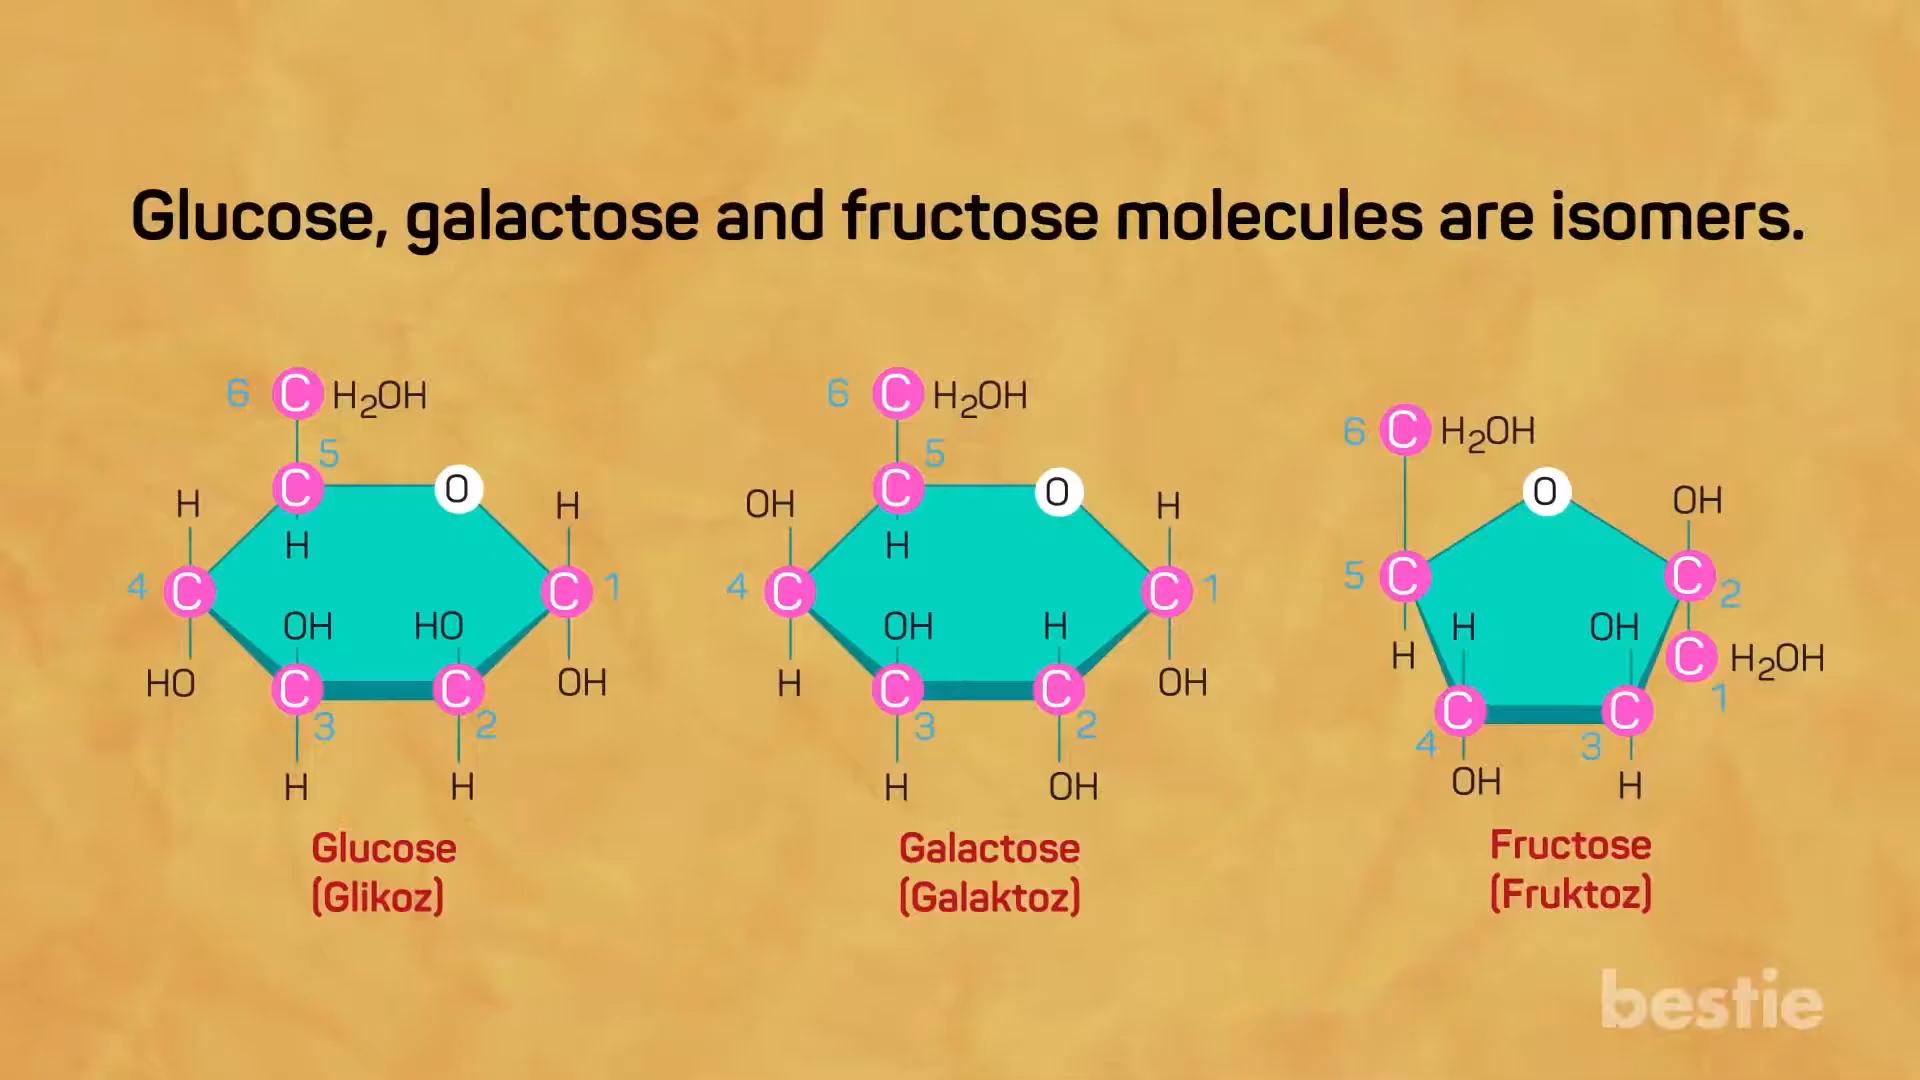 Glucose, galactose and fructose molecules are isomers.
6 C H2OH
5
C O
H H
H
4 C C 1
OH HO
HO OH
C C
3 2
H H
Glucose
(Glikoz)
6 C H2OH
5
C O
OH H
H
4 C C 1
OH H
H OH
C C
3 2
H OH
Galactose
(Galaktoz)
6 C H2OH
O
OH
5 C C 2
H OH
H C H2OH
1
C C
4 3
OH H
Fructose
(Fruktoz)
bestie